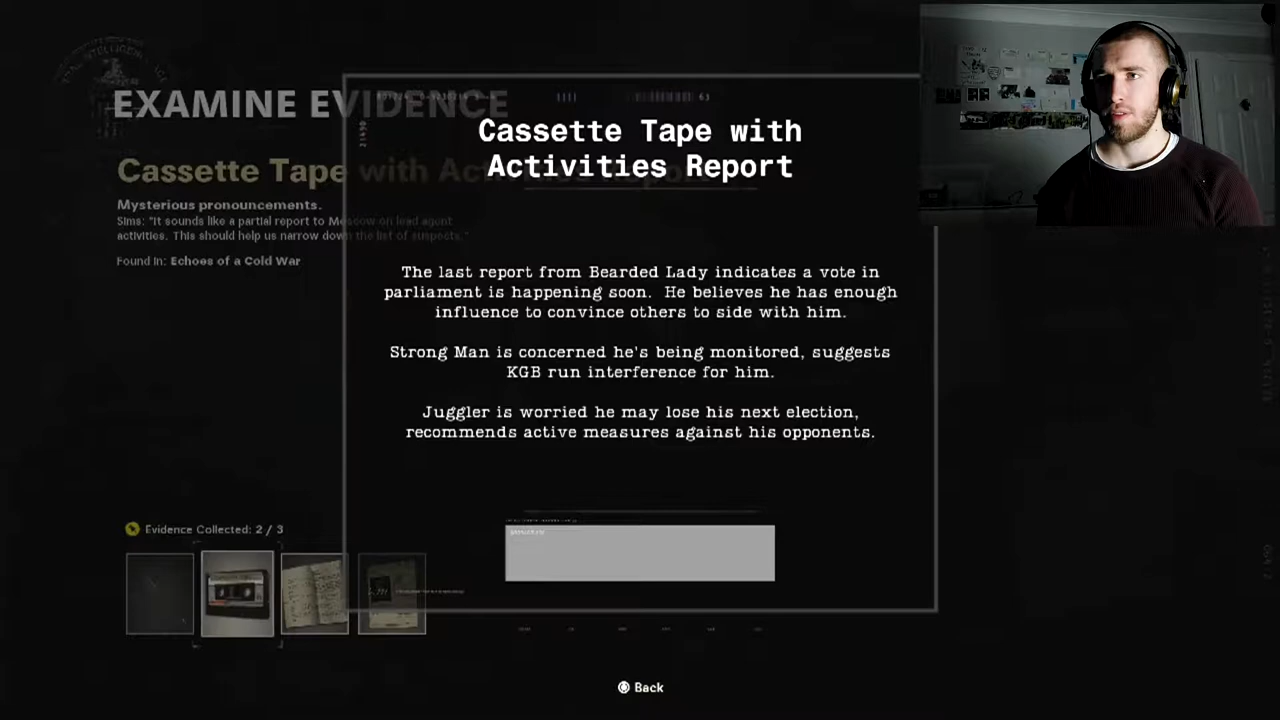 EXAMINE EVIDENCE
63
Cassette Tape with
Activities Report
Cassette Tape with Activities Report
Mysterious pronouncements.
Sims: "It sounds like a partial report to Moscow on lead agent
activities. This should help us narrow down the list of suspects."
Found In: Echoes of a Cold War
The last report from Bearded Lady indicates a vote in
parliament is happening soon. He believes he has enough
influence to convince others to side with him.
Strong Man is concerned he's being monitored, suggests
KGB run interference for him.
Juggler is worried he may lose his next election,
recommends active measures against his opponents.
Evidence Collected: 2 / 3
Back